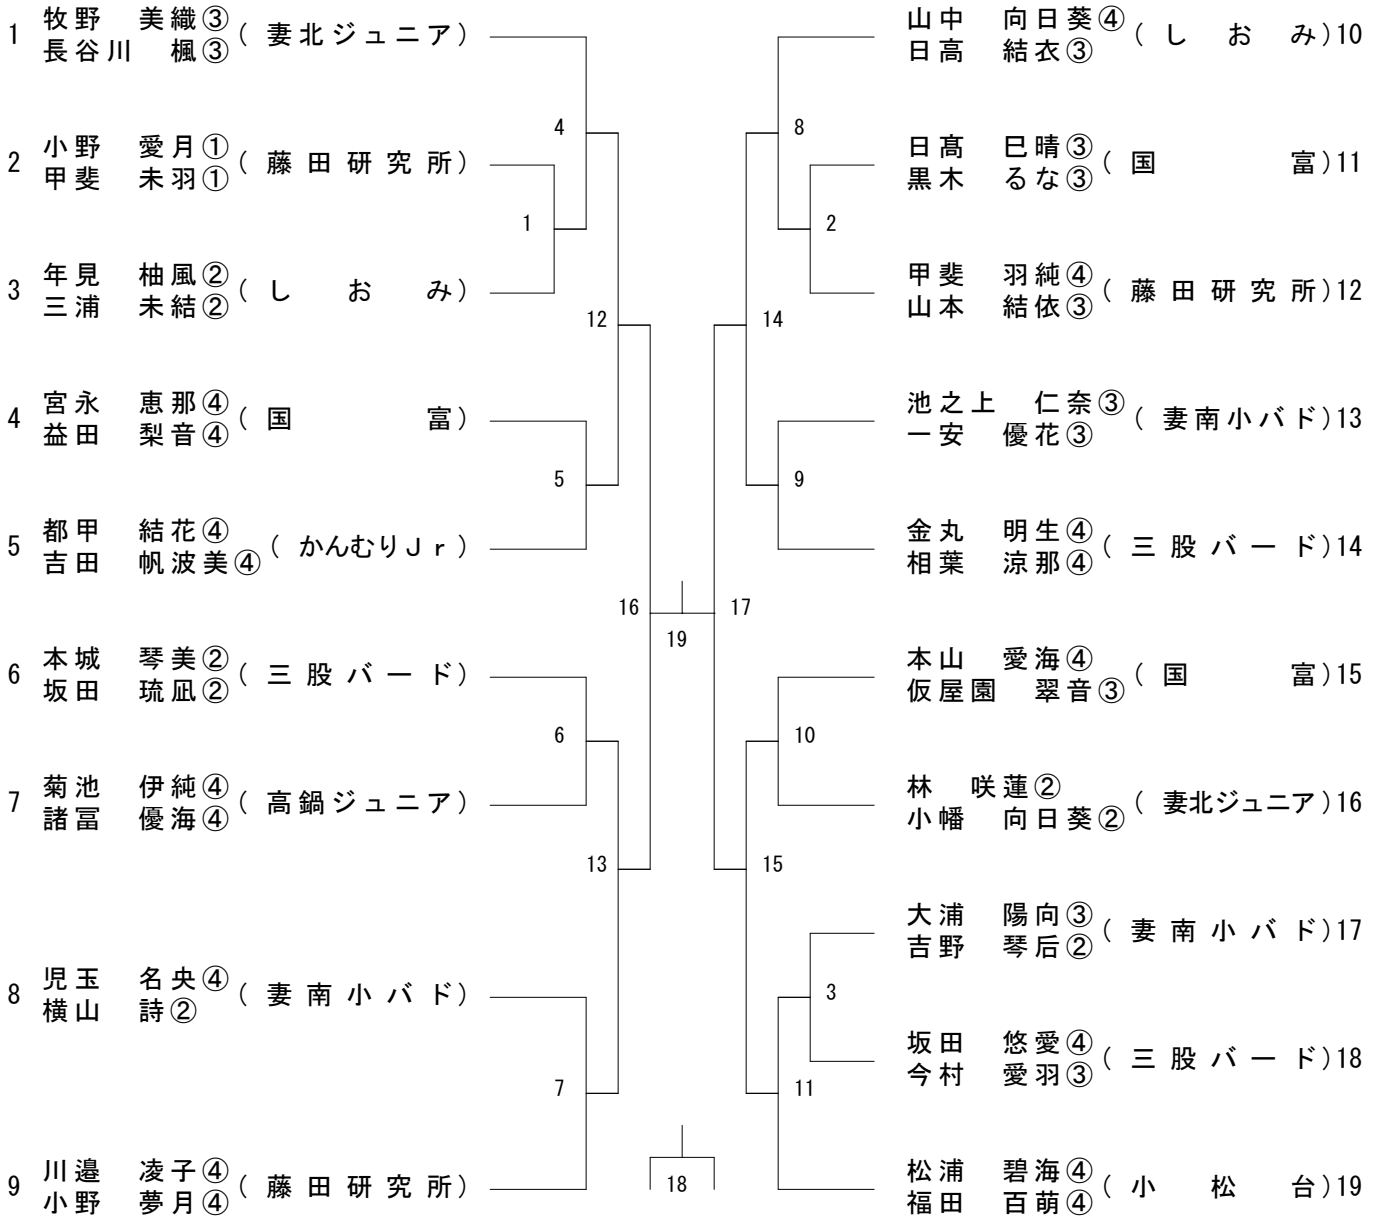 1 牧野 美織③ 長谷川 楓③ (妻北ジュニア)
2 小野 愛月① 甲斐 未羽① (藤田研究所)
3 年見 柚風② 三浦 未結② (しおみ)
4 宮永 恵那④ 益田 梨音④ (国富)
5 都甲 結花④ 吉田 帆波美④ (かんむりJr)
6 本城 琴美② 坂田 琉凪② (三股バード)
7 菊池 伊純④ 諸冨 優海④ (高鍋ジュニア)
8 児玉 名央④ 横山 詩② (妻南小バド)
9 川邉 凌子④ 小野 夢月④ (藤田研究所)
4
1
12
5
16
6
13
7
19
18
17
8
2
14
9
10
15
3
11
山中 向日葵④ 日高 結衣③ (しおみ) 10
日髙 巳晴③ 黒木 るな③ (国富) 11
甲斐 羽純④ 山本 結依③ (藤田研究所) 12
池之上 仁奈③ 一安 優花③ (妻南小バド) 13
金丸 明生④ 相葉 涼那④ (三股バード) 14
本山 愛海④ 仮屋園 翠音③ (国富) 15
林 咲蓮② 小幡 向日葵② (妻北ジュニア) 16
大浦 陽向③ 吉野 琴后② (妻南小バド) 17
坂田 悠愛④ 今村 愛羽③ (三股バード) 18
松浦 碧海④ 福田 百萌④ (小松台) 19